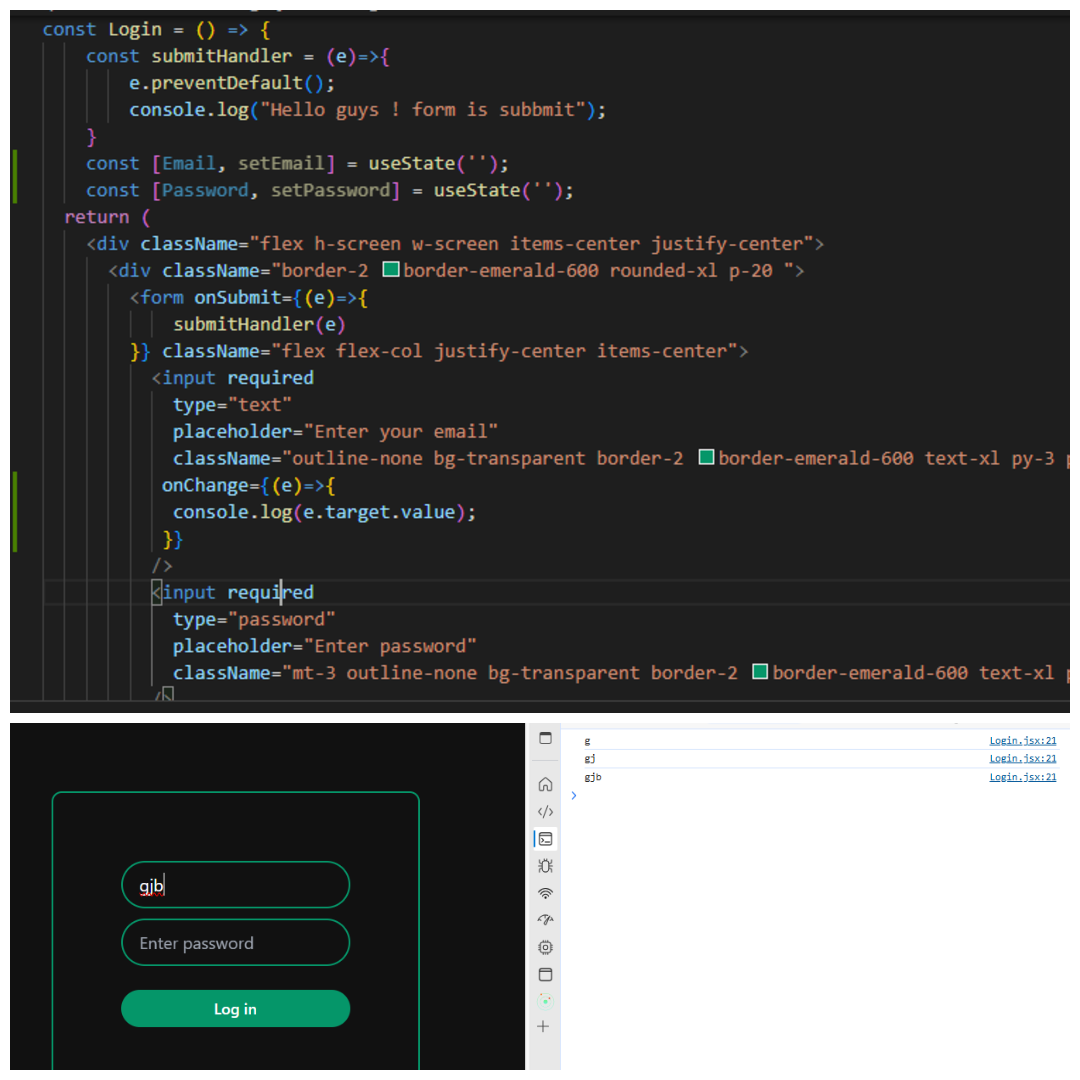 const Login = () => {
const submitHandler = (e)=>{
e.preventDefault();
console.log("Hello guys ! form is subbmit");
}
const [Email, setEmail] = useState('');
const [Password, setPassword] = useState('');
return (
<div className="flex h-screen w-screen items-center justify-center">
<div className="border-2 border-emerald-600 rounded-xl p-20 ">
<form onSubmit={(e)=>{
submitHandler(e)
}} className="flex flex-col justify-center items-center">
<input required
type="text"
placeholder="Enter your email"
className="outline-none bg-transparent border-2 border-emerald-600 text-xl py-3
onChange={(e)=>{
console.log(e.target.value);
}}
/>
<input required
type="password"
placeholder="Enter password"
className="mt-3 outline-none bg-transparent border-2 border-emerald-600 text-xl
/>
gjb
Enter password
Log in
g Login.jsx:21
gj Login.jsx:21
gjb Login.jsx:21